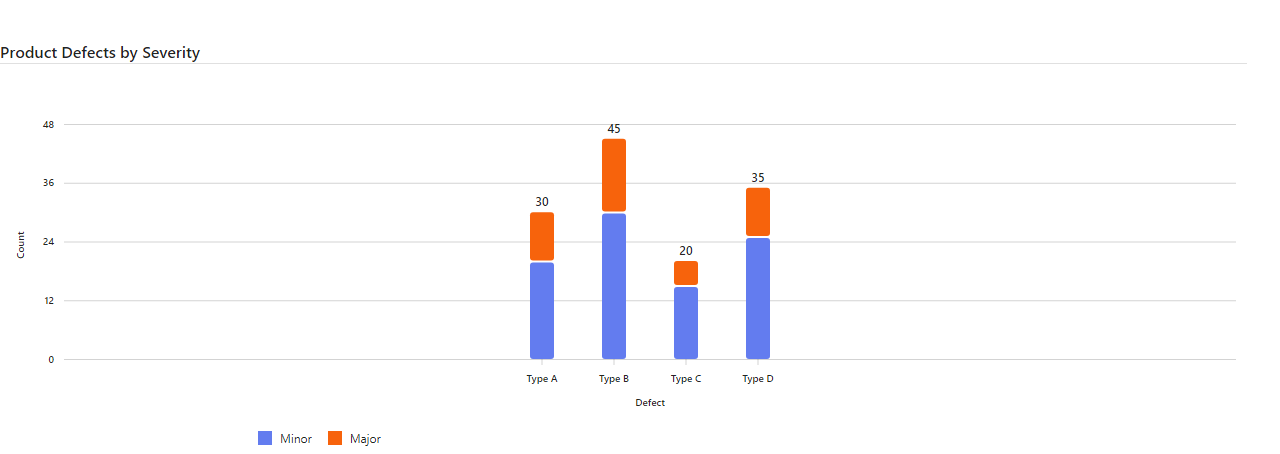 Product Defects by Severity
48
45
36
35
30
24
20
12
0
Count
Type A Type B Type C Type D
Defect
Minor Major